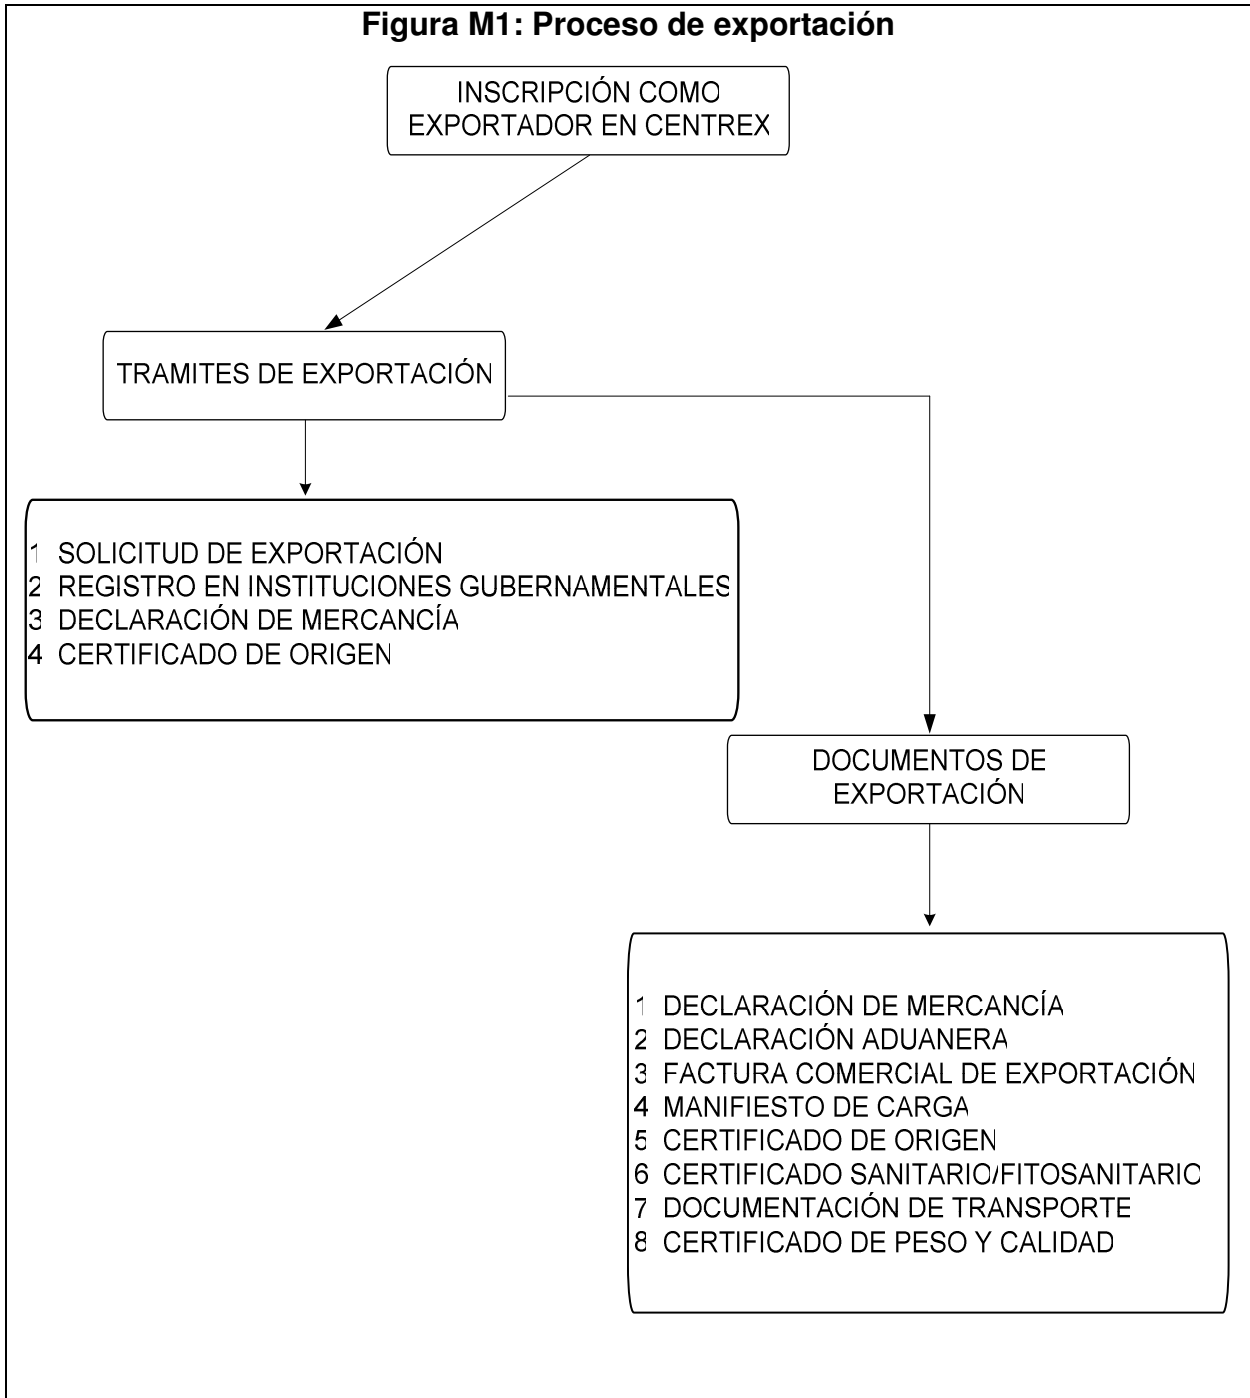 Figura M1: Proceso de exportación
INSCRIPCIÓN COMO
EXPORTADOR EN CENTREX
TRAMITES DE EXPORTACIÓN
1 SOLICITUD DE EXPORTACIÓN
2 REGISTRO EN INSTITUCIONES GUBERNAMENTALES
3 DECLARACIÓN DE MERCANCÍA
4 CERTIFICADO DE ORIGEN
DOCUMENTOS DE
EXPORTACIÓN
1 DECLARACIÓN DE MERCANCÍA
2 DECLARACIÓN ADUANERA
3 FACTURA COMERCIAL DE EXPORTACIÓN
4 MANIFIESTO DE CARGA
5 CERTIFICADO DE ORIGEN
6 CERTIFICADO SANITARIO/FITOSANITARIO
7 DOCUMENTACIÓN DE TRANSPORTE
8 CERTIFICADO DE PESO Y CALIDAD